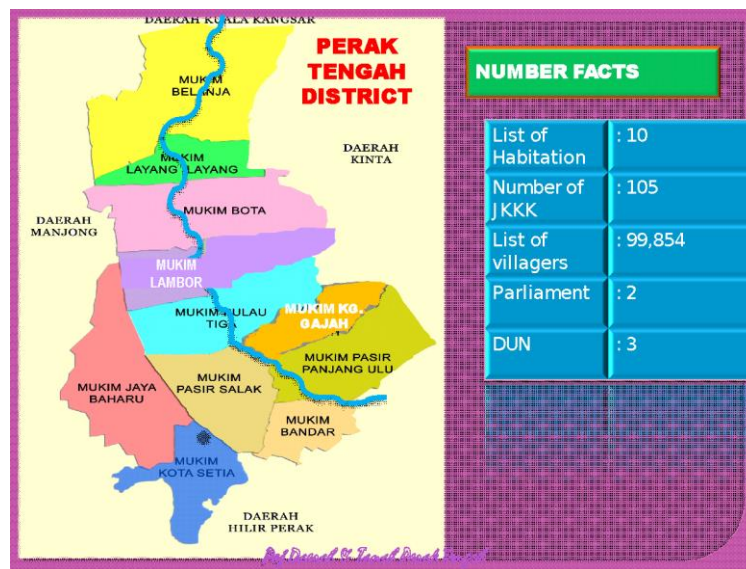 DAERAH KUALA KANGSAR
PERAK
TENGAH
DISTRICT
MUKIM
BELANJA
MUKIM
LAYANG LAYANG
DAERAH
KINTA
MUKIM BOTA
DAERAH
MANJONG
MUKIM
LAMBOR
MUKIM PULAU
TIGA
MUKIM KG.
GAJAH
MUKIM PASIR
PANJANG ULU
MUKIM JAYA
BAHARU
MUKIM
PASIR SALAK
MUKIM
BANDAR
MUKIM
KOTA SETIA
DAERAH
HILIR PERAK
NUMBER FACTS
List of : 10
Habitation
Number of : 105
JKKK
List of : 99,854
villagers
Parliament : 2
DUN : 3